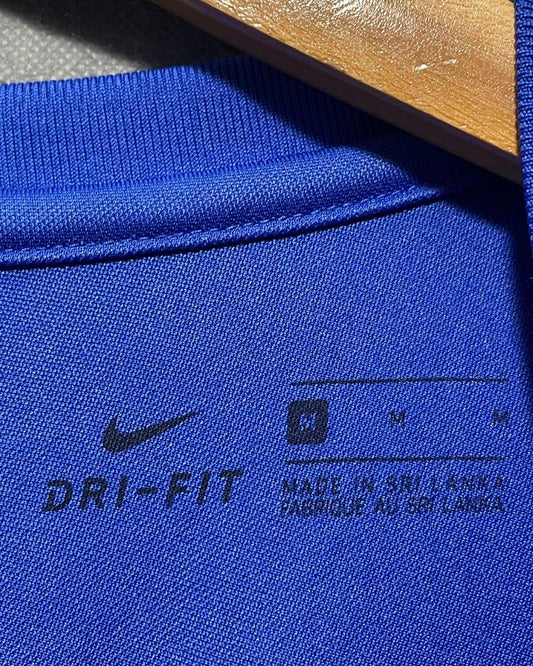 DRI-FIT
M M M
MADE IN SRI LANKA
FABRIQUE AU SRI LANKA